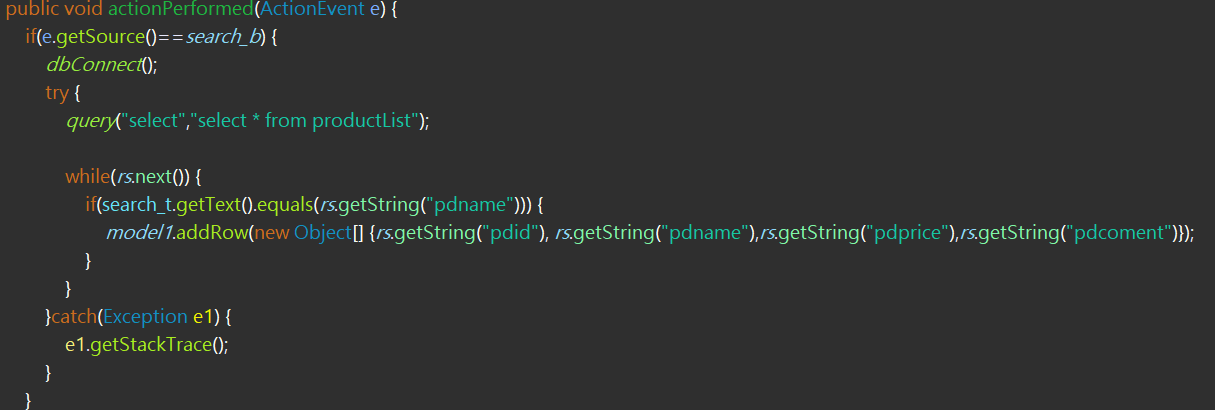 public void actionPerformed(ActionEvent e) {
if(e.getSource()==search_b) {
dbConnect();
try {
query("select","select * from productList");
while(rs.next()) {
if(search_t.getText().equals(rs.getString("pdname"))) {
model1.addRow(new Object[] {rs.getString("pdid"), rs.getString("pdname"),rs.getString("pdprice"),rs.getString("pdcoment")});
}
}
}catch(Exception e1) {
e1.getStackTrace();
}
}